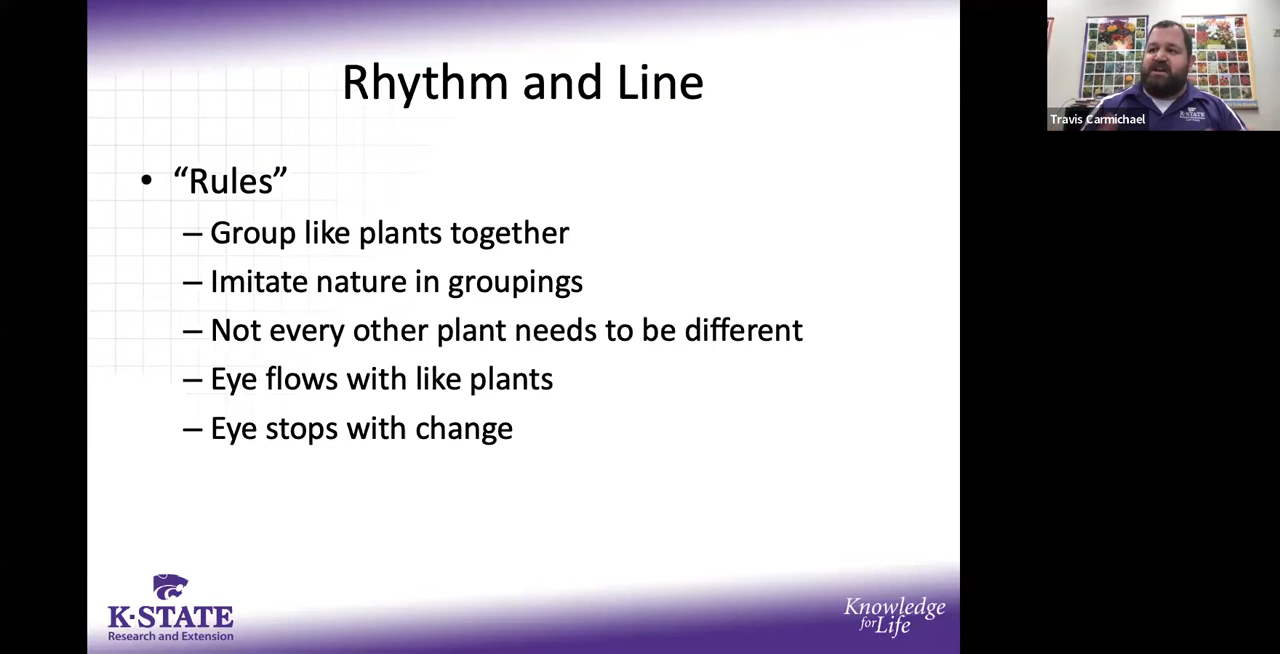 Rhythm and Line
• “Rules”
– Group like plants together
– Imitate nature in groupings
– Not every other plant needs to be different
– Eye flows with like plants
– Eye stops with change
K-STATE
Research and Extension
Knowledge
for Life
Travis Carmichael
K-STATE